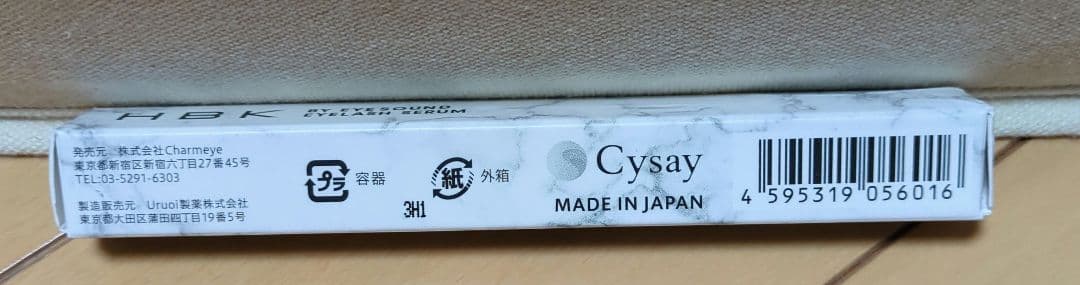 HBK
BY EYESOUND
EYELASH SERUM
発売元 株式会社Charmeye
東京都新宿区新宿六丁目27番45号
TEL:03-5291-6303
製造販売元 Uruoi製薬株式会社
東京都大田区蒲田四丁目19番5号
プラ 容器
紙 外箱
3H1
Cysay
MADE IN JAPAN
4 595319 056016